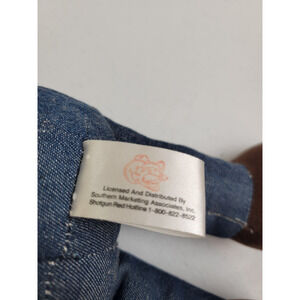 Licensed And Distributed By
Southern Marketing Associates, Inc.
Shotgun Red Hotline 1-800-822-8522